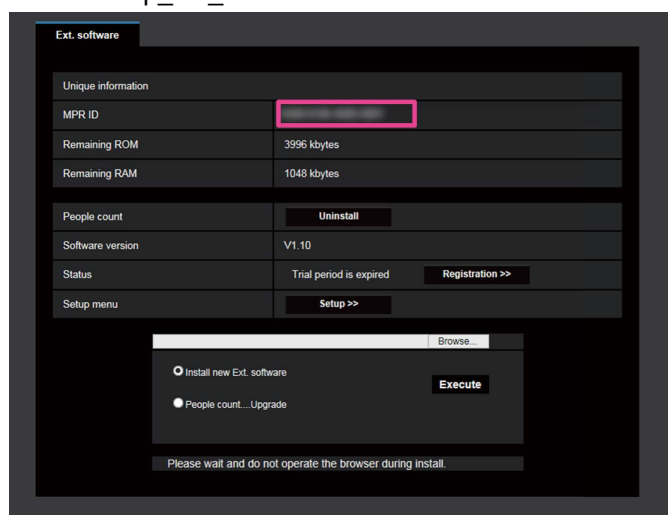 Ext. software
Unique information
MPR ID
Remaining ROM 3996 kbytes
Remaining RAM 1048 kbytes
People count Uninstall
Software version V1.10
Status Trial period is expired Registration >>
Setup menu Setup >>
Browse...
Install new Ext. software
Execute
People count....Upgrade
Please wait and do not operate the browser during install.